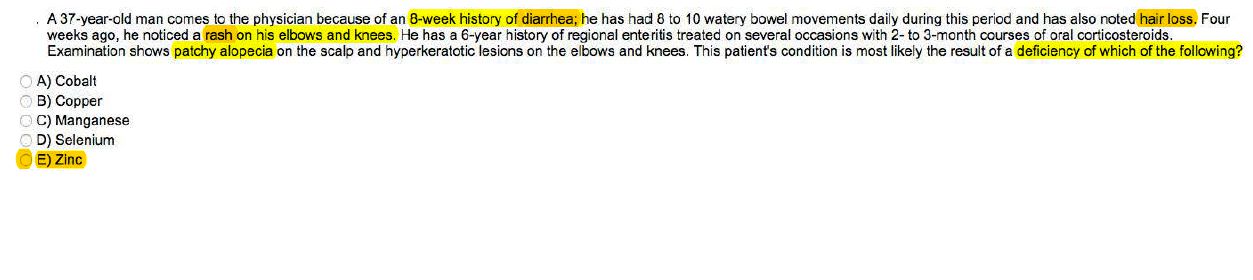 . A 37-year-old man comes to the physician because of an 8-week history of diarrhea; he has had 8 to 10 watery bowel movements daily during this period and has also noted hair loss. Four
weeks ago, he noticed a rash on his elbows and knees. He has a 6-year history of regional enteritis treated on several occasions with 2- to 3-month courses of oral corticosteroids.
Examination shows patchy alopecia on the scalp and hyperkeratotic lesions on the elbows and knees. This patient's condition is most likely the result of a deficiency of which of the following?
A) Cobalt
B) Copper
C) Manganese
D) Selenium
E) Zinc